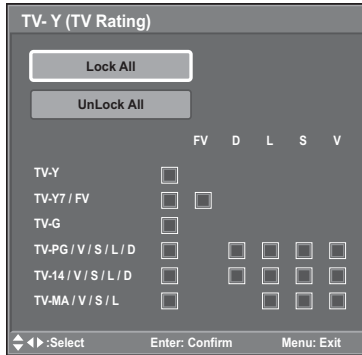 TV- Y (TV Rating)
Lock All
UnLock All
FV D L S V
TV-Y
TV-Y7 / FV
TV-G
TV-PG / V / S / L / D
TV-14 / V / S / L / D
TV-MA / V / S / L
:Select Enter: Confirm Menu: Exit